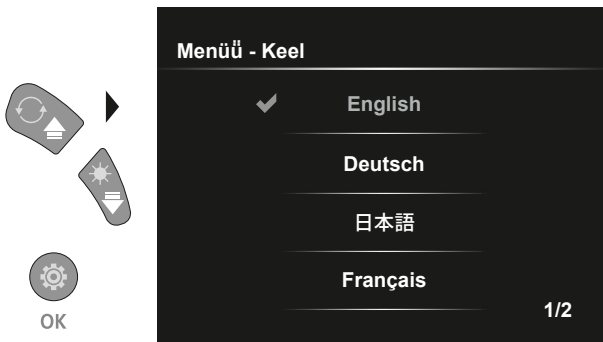 Menüü - Keel
English
Deutsch
日本語
Français
1/2
OK